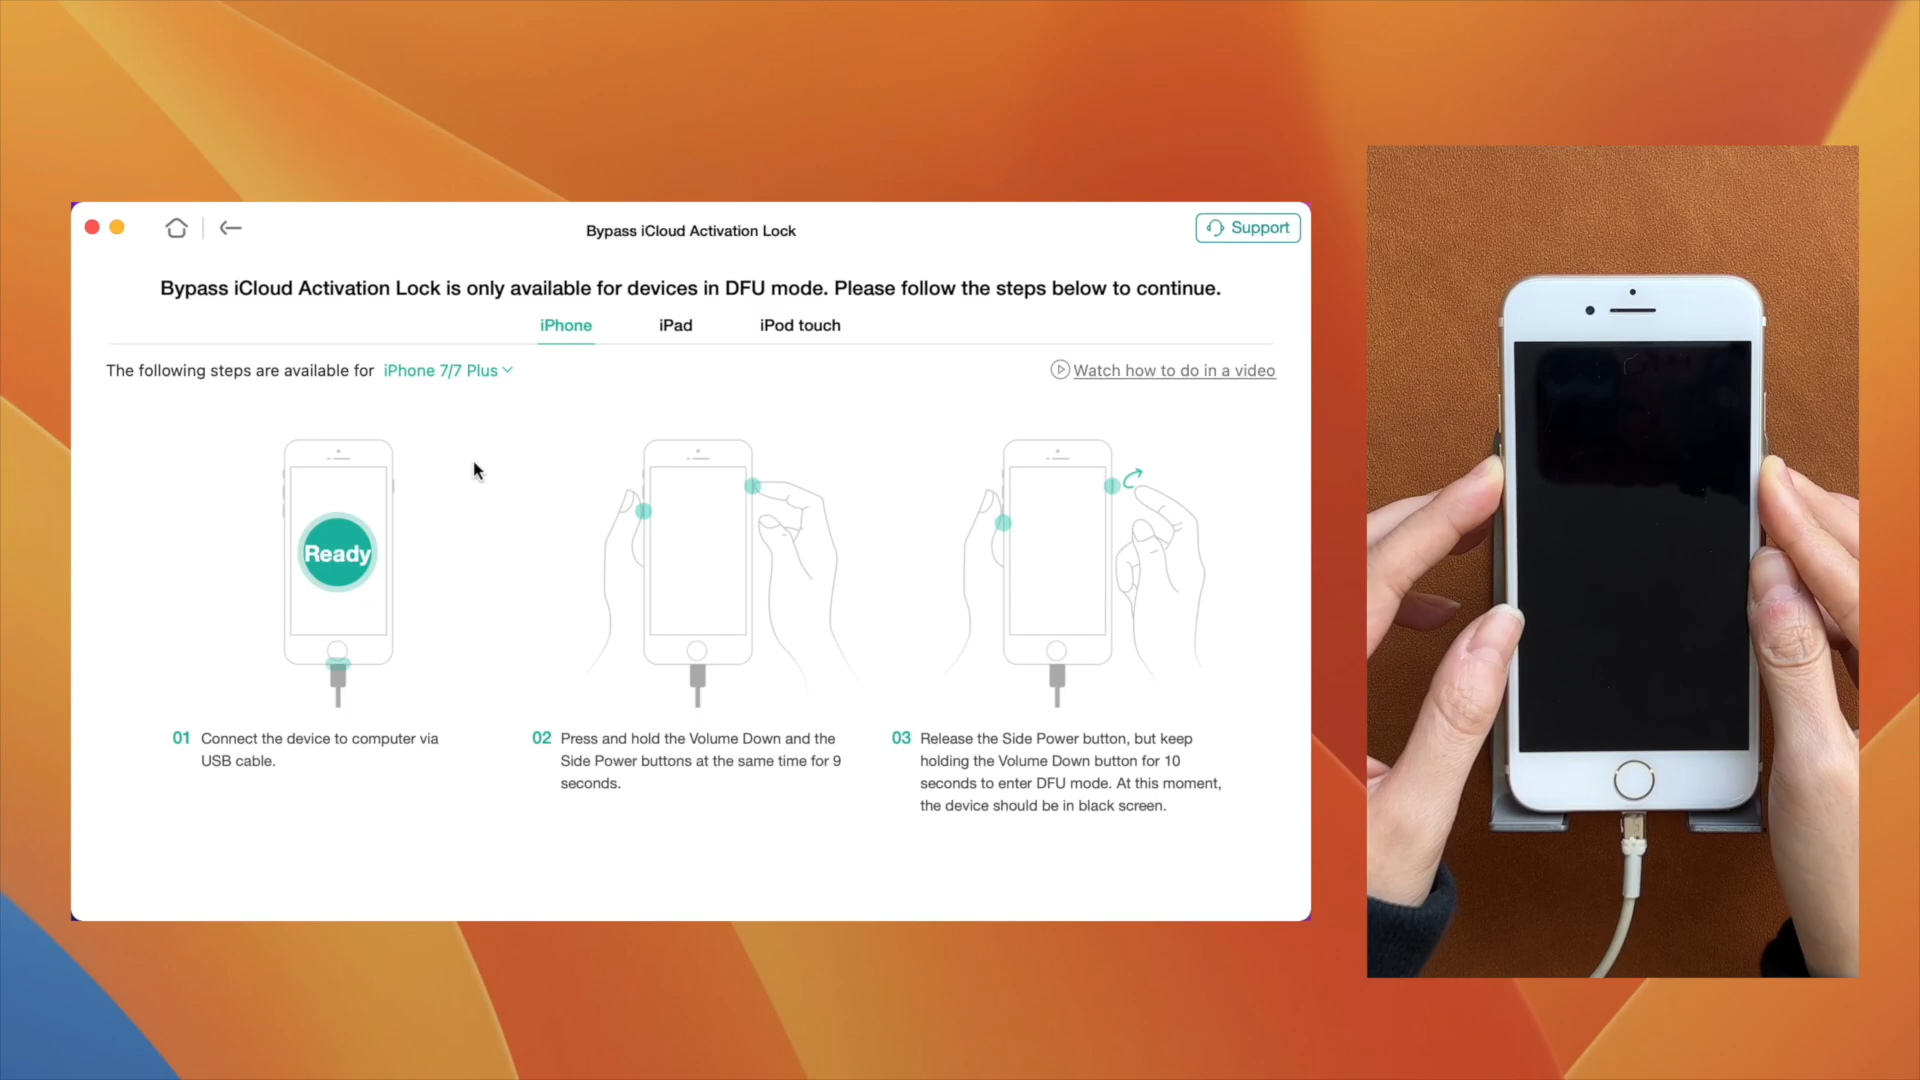 Bypass iCloud Activation Lock
Support
Bypass iCloud Activation Lock is only available for devices in DFU mode. Please follow the steps below to continue.
iPhone iPad iPod touch
The following steps are available for iPhone 7/7 Plus
Watch how to do in a video
Ready
01 Connect the device to computer via
USB cable.
02 Press and hold the Volume Down and the
Side Power buttons at the same time for 9
seconds.
03 Release the Side Power button, but keep
holding the Volume Down button for 10
seconds to enter DFU mode. At this moment,
the device should be in black screen.